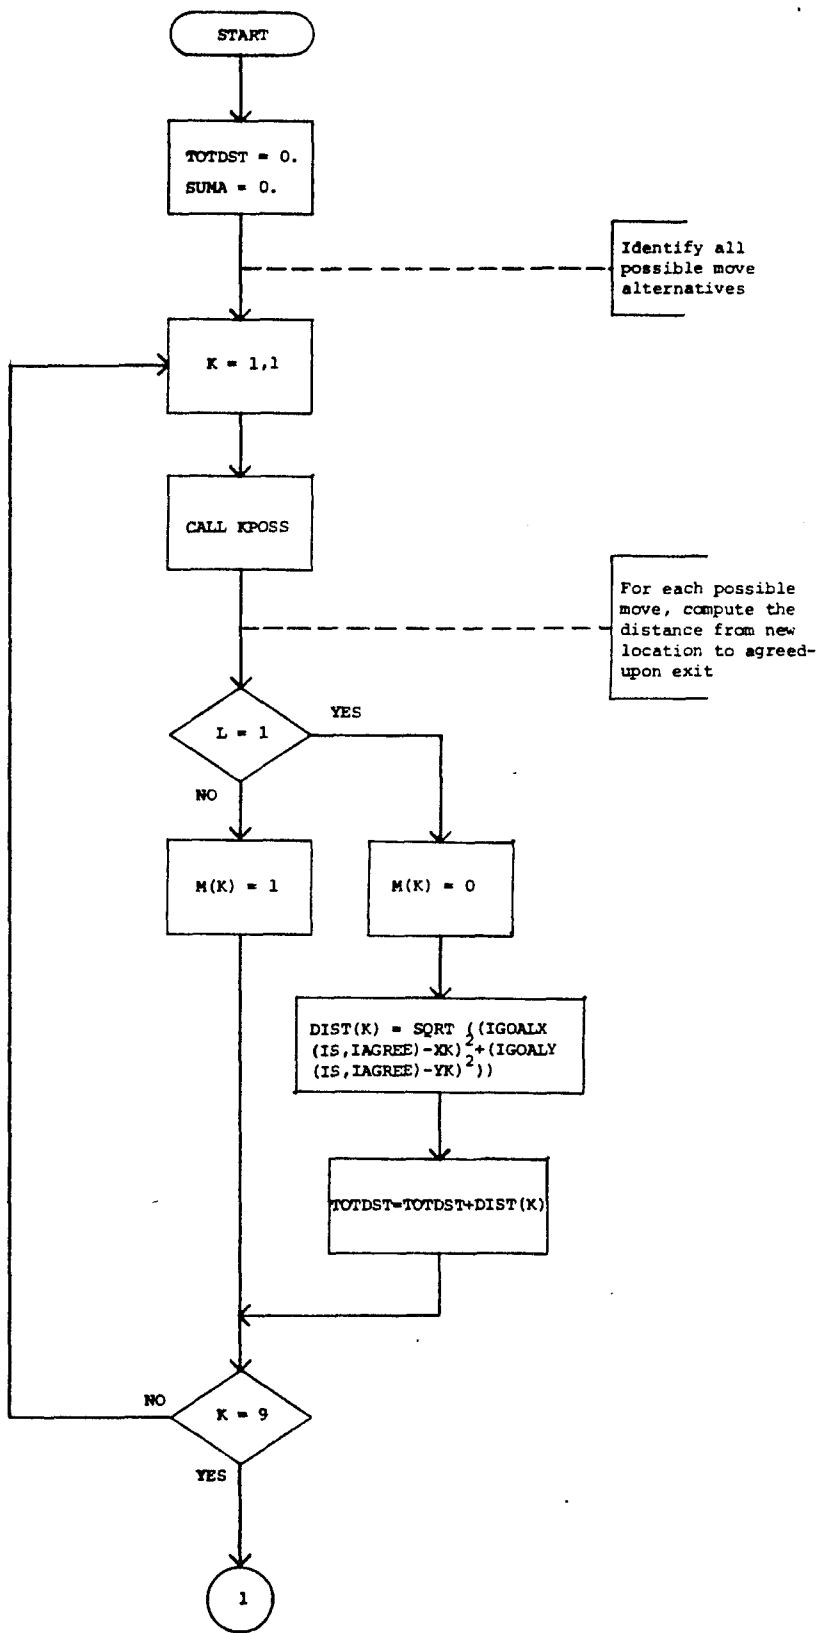 START
TOTDST = 0.
SUMA = 0.
Identify all
possible move
alternatives
K = 1,1
CALL KPOSS
For each possible
move, compute the
distance from new
location to agreed-
upon exit
L = 1
YES
NO
M(K) = 1
M(K) = 0
DIST(K) = SQRT ((IGOALX
(IS,IAGREE)-XK)²+(IGOALY
(IS,IAGREE)-YK)²))
TOTDST=TOTDST+DIST(K)
K = 9
NO
YES
1